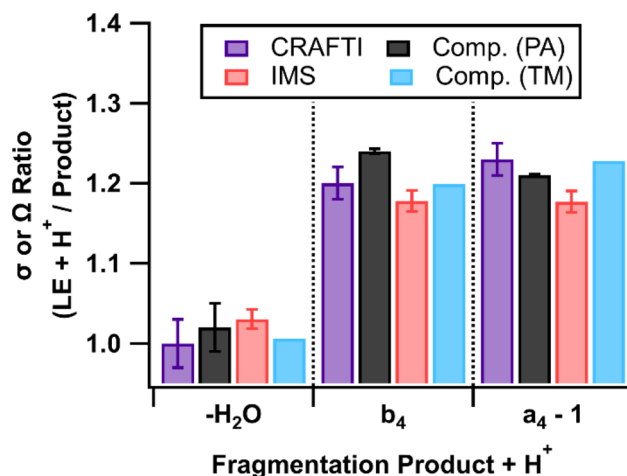 1.4
1.3
1.2
1.1
1.0
σ or Ω Ratio
(LE + H⁺ / Product)
CRAFTI
Comp. (PA)
IMS
Comp. (TM)
-H₂O
b₄
a₄ - 1
Fragmentation Product + H⁺